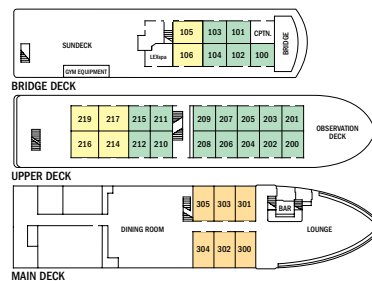 105 103 101 CPTN.
SUNDECK
BRIDGE
LEXspa
106 104 102 100
GYM EQUIPMENT
BRIDGE DECK
219 217 215 211 209 207 205 203 201
OBSERVATION
DECK
216 214 212 210 208 206 204 202 200
UPPER DECK
305 303 301
BAR
DINING ROOM
LOUNGE
304 302 300
MAIN DECK